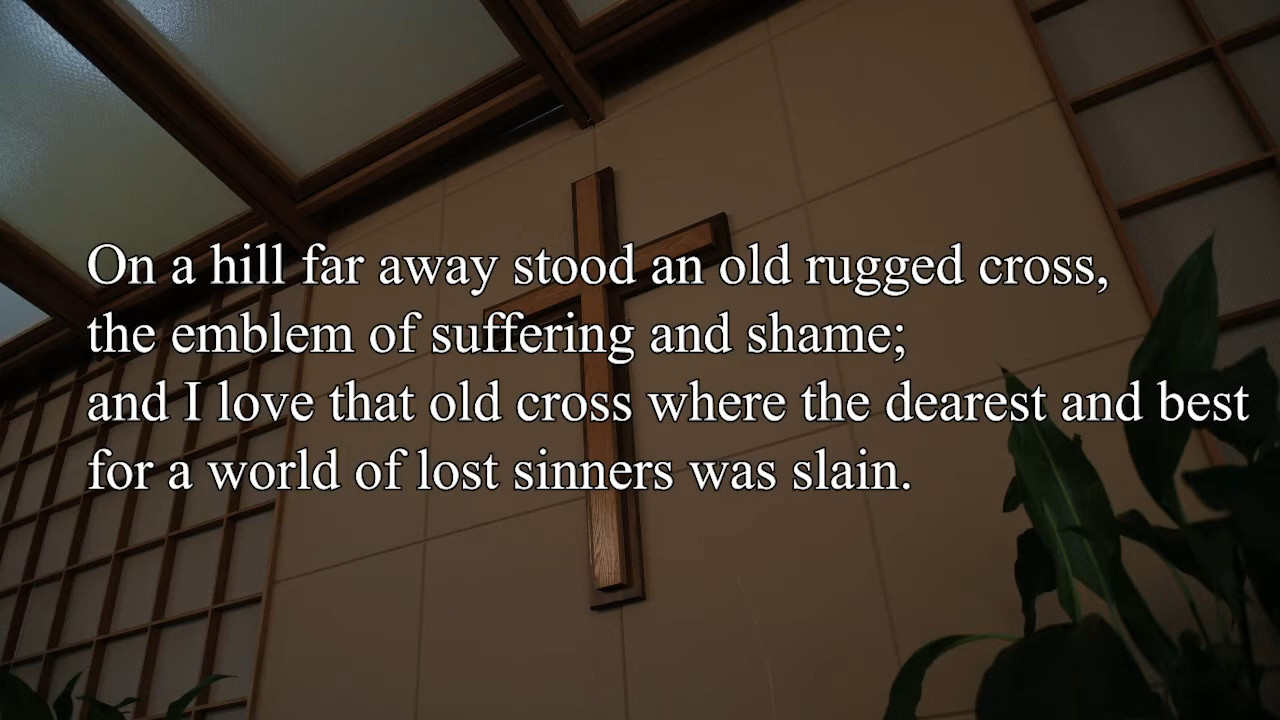 On a hill far away stood an old rugged cross,
the emblem of suffering and shame;
and I love that old cross where the dearest and best
for a world of lost sinners was slain.